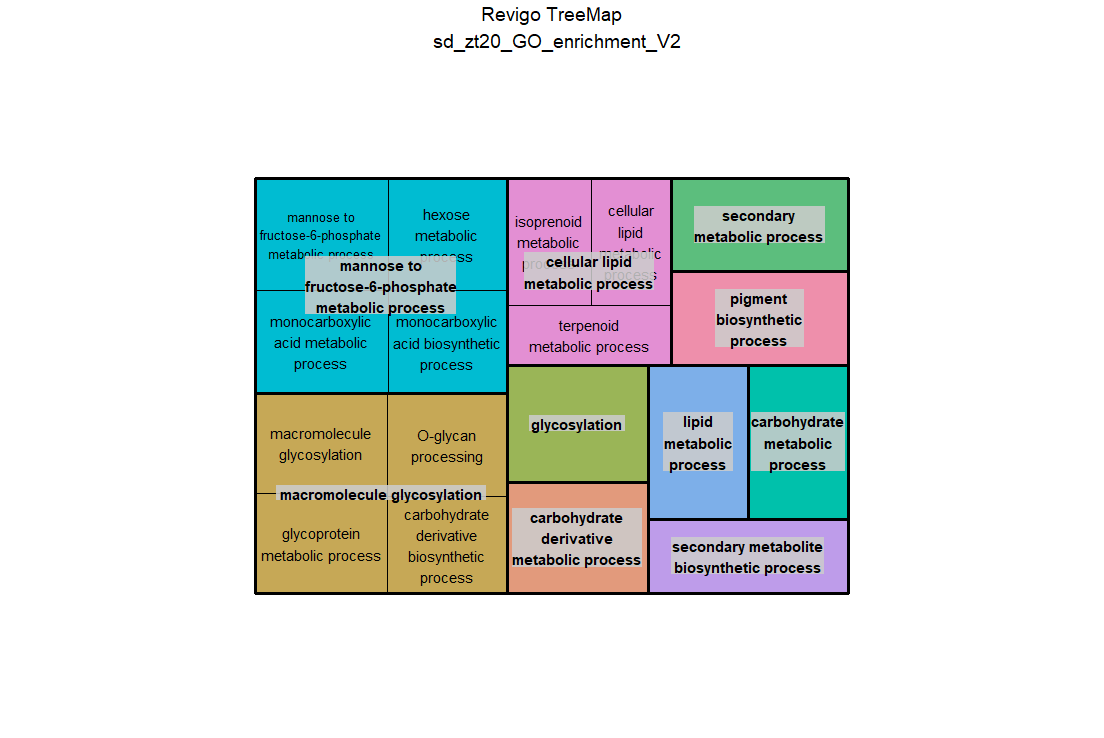 Revigo TreeMap
sd_zt20_GO_enrichment_V2
mannose to
fructose-6-phosphate
metabolic process
hexose
metabolic
process
mannose to
fructose-6-phosphate
metabolic process
monocarboxylic
acid metabolic
process
monocarboxylic
acid biosynthetic
process
isoprenoid
metabolic
process
cellular
lipid
metabolic
process
cellular lipid
metabolic process
terpenoid
metabolic process
secondary
metabolic process
pigment
biosynthetic
process
macromolecule
glycosylation
O-glycan
processing
macromolecule glycosylation
glycoprotein
metabolic process
carbohydrate
derivative
biosynthetic
process
glycosylation
carbohydrate
derivative
metabolic process
lipid
metabolic
process
carbohydrate
metabolic
process
secondary metabolite
biosynthetic process